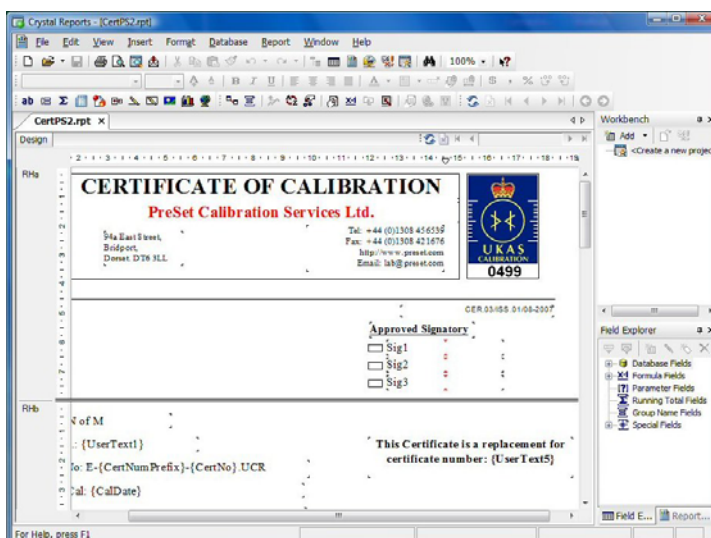 Crystal Reports - [CertPS2.rpt]
File Edit View Insert Format Database Report Window Help
100%
CertPS2.rpt
Design
Workbench
Add
<Create a new projec
RHa
CERTIFICATE OF CALIBRATION
PreSet Calibration Services Ltd.
94a East Street,
Bridport,
Dorset. DT6 3LL
Tel: +44 (0)1308 456539
Fax: +44 (0)1308 421676
http://www.preset.com
Email: lab@preset.com
UKAS
CALIBRATION
0499
CER.03/ISS.01/06-2007
Approved Signatory
Sig1
Sig2
Sig3
RHb
N of M
.: {UserText1}
No: E-{CertNumPrefix}-{CertNo}.UCR
Cal: {CalDate}
This Certificate is a replacement for
certificate number: {UserText5}
Field Explorer
Database Fields
Formula Fields
Parameter Fields
Running Total Fields
Group Name Fields
Special Fields
Field E...
Report...
For Help, press F1